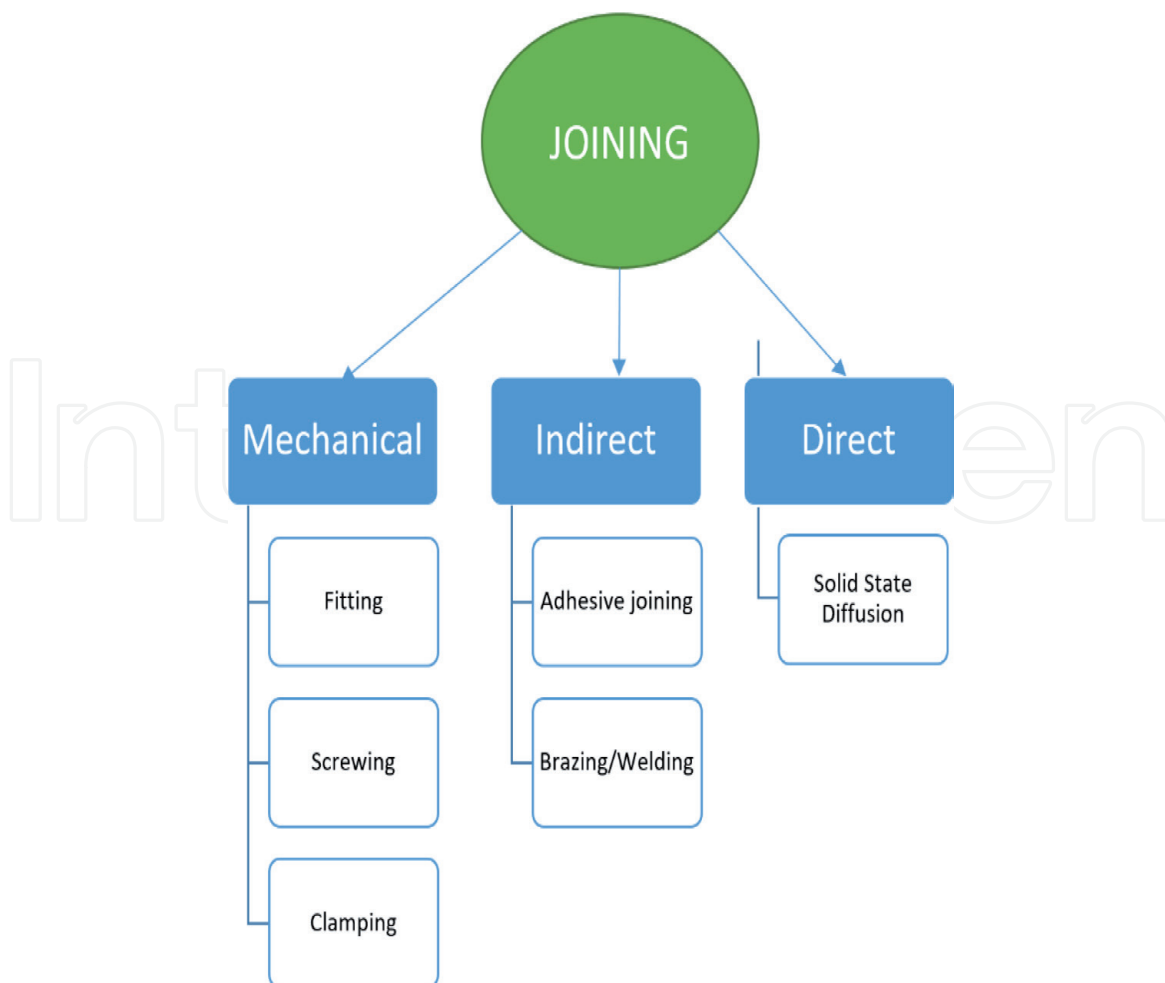 JOINING
Mechanical
Indirect
Direct
Fitting
Adhesive joining
Solid State
Diffusion
Screwing
Brazing/Welding
Clamping